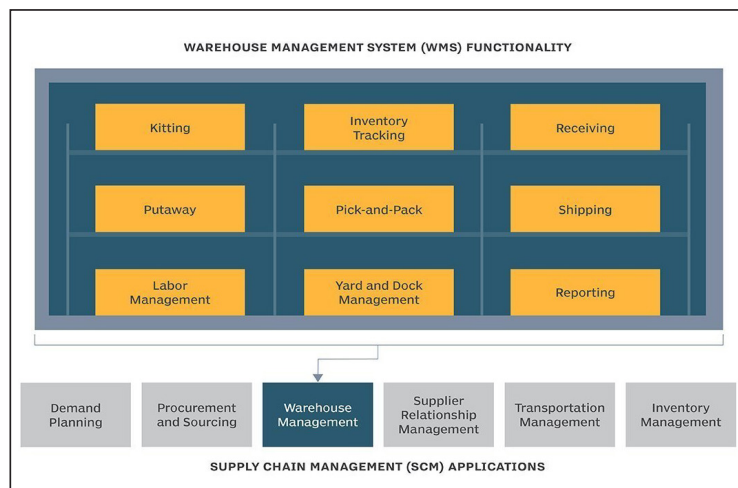 WAREHOUSE MANAGEMENT SYSTEM (WMS) FUNCTIONALITY
Kitting
Inventory
Tracking
Receiving
Putaway
Pick-and-Pack
Shipping
Labor
Management
Yard and Dock
Management
Reporting
Demand
Planning
Procurement
and Sourcing
Warehouse
Management
Supplier
Relationship
Management
Transportation
Management
Inventory
Management
SUPPLY CHAIN MANAGEMENT (SCM) APPLICATIONS